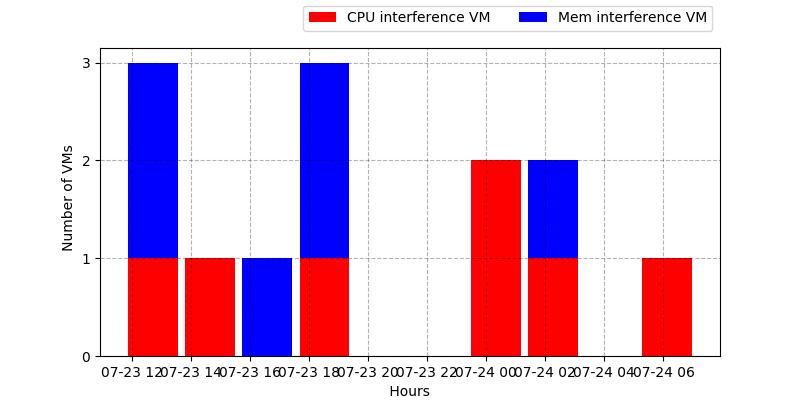 CPU interference VM Mem interference VM
3
2
1
0
Number of VMs
07-23 12 07-23 14 07-23 16 07-23 18 07-23 20 07-23 22 07-24 00 07-24 02 07-24 04 07-24 06
Hours